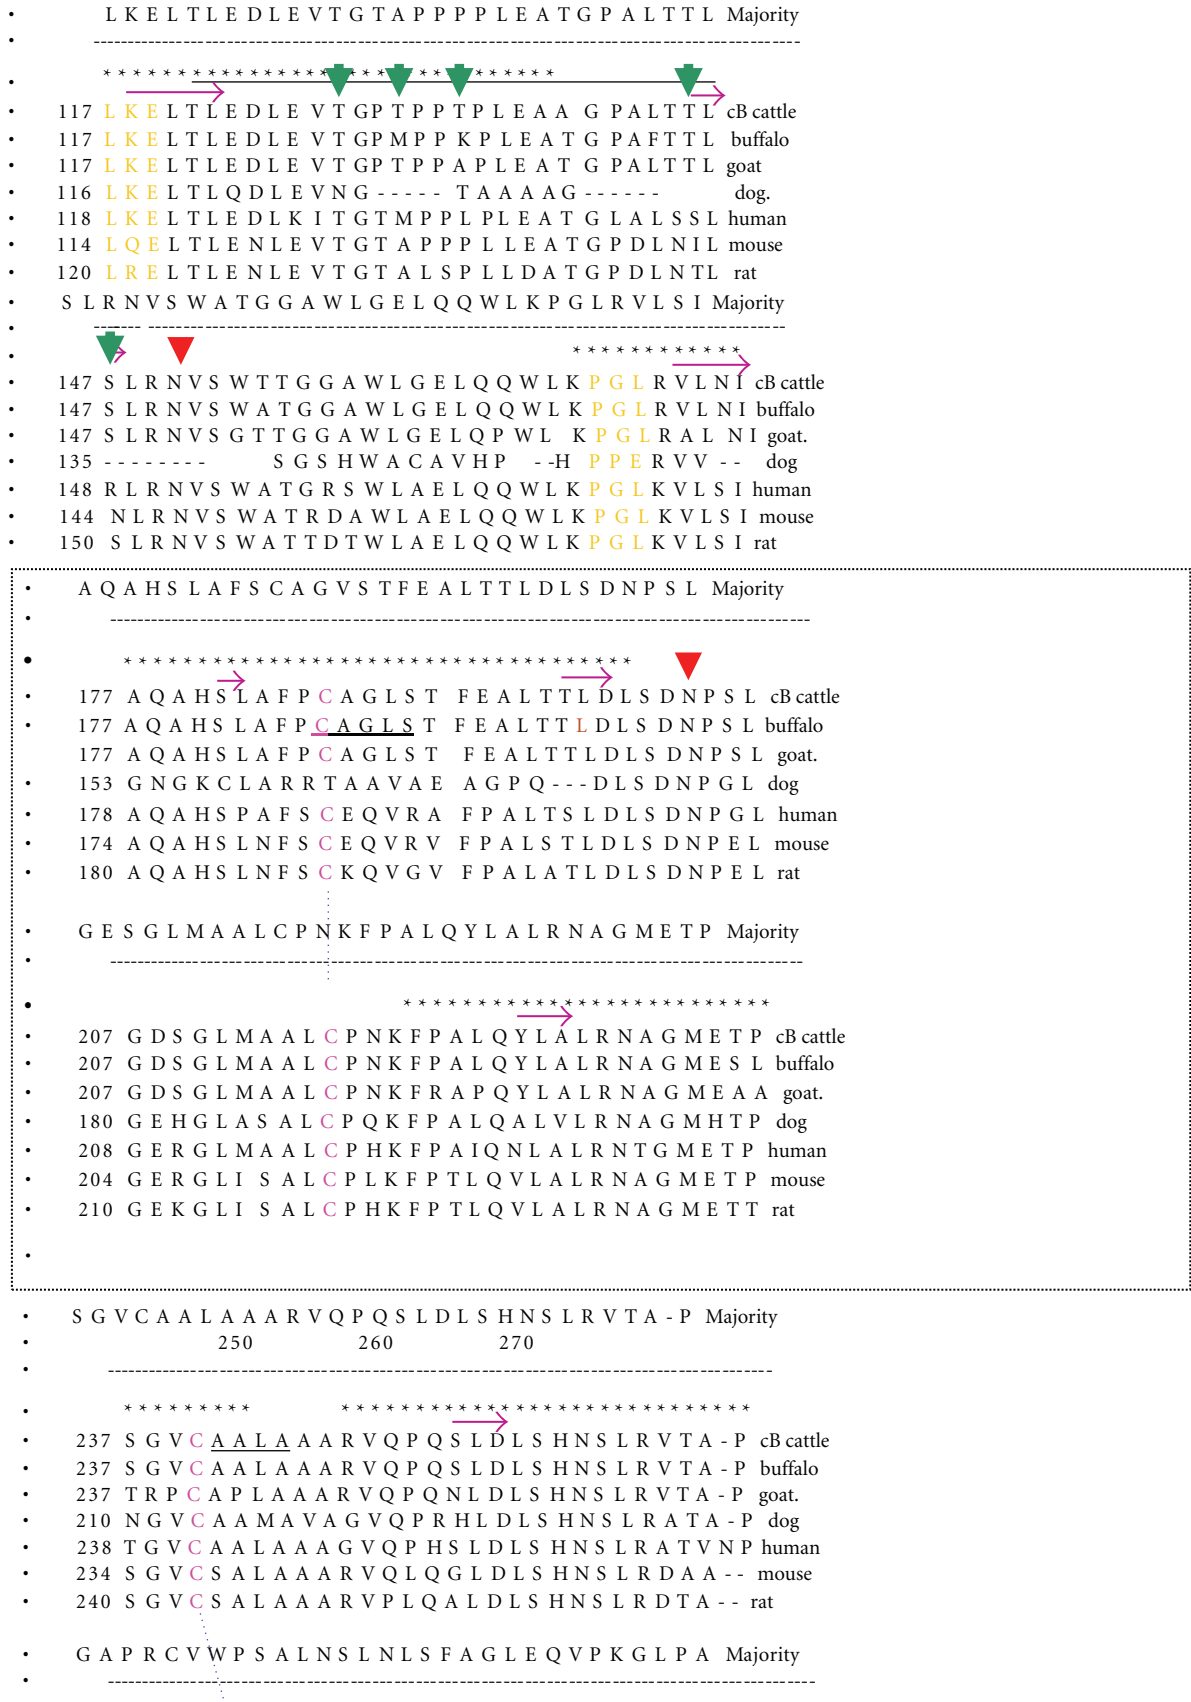 L K E L T L E D L E V T G T A P P P P L E A T G P A L T T L Majority
* * * * * * * * * * * * * * * * * * * * * * * * * * * * * * *
• 117 L K E L T L E D L E V T G P T P P T P L E A A G P A L T T L cB cattle
• 117 L K E L T L E D L E V T G P M P P K P L E A T G P A F T T L buffalo
• 117 L K E L T L E D L E V T G P T P P A P L E A T G P A L T T L goat
• 116 L K E L T L Q D L E V N G - - - - - T A A A A G - - - - - - dog.
• 118 L K E L T L E D L K I T G T M P P L P L E A T G L A L S S L human
• 114 L Q E L T L E N L E V T G T A P P P L L E A T G P D L N I L mouse
• 120 L R E L T L E N L E V T G T A L S P L L D A T G P D L N T L rat
• S L R N V S W A T G G A W L G E L Q Q W L K P G L R V L S I Majority
* * * * * * * * * * * *
• 147 S L R N V S W T T G G A W L G E L Q Q W L K P G L R V L N I cB cattle
• 147 S L R N V S W A T G G A W L G E L Q Q W L K P G L R V L N I buffalo
• 147 S L R N V S G T T G G A W L G E L Q P W L K P G L R A L N I goat.
• 135 - - - - - - - - S G S H W A C A V H P - - H P P E R V V - - dog
• 148 R L R N V S W A T G R S W L A E L Q Q W L K P G L K V L S I human
• 144 N L R N V S W A T R D A W L A E L Q Q W L K P G L K V L S I mouse
• 150 S L R N V S W A T T D T W L A E L Q Q W L K P G L K V L S I rat
• A Q A H S L A F S C A G V S T F E A L T T L D L S D N P S L Majority
* * * * * * * * * * * * * * * * * * * * * * * * * * * * * * * * * * *
• 177 A Q A H S L A F P C A G L S T F E A L T T L D L S D N P S L cB cattle
• 177 A Q A H S L A F P C A G L S T F E A L T T L D L S D N P S L buffalo
177 A Q A H S L A F P C A G L S T F E A L T T L D L S D N P S L goat.
• 153 G N G K C L A R R T A A V A E A G P Q - - - D L S D N P G L dog
• 178 A Q A H S P A F S C E Q V R A F P A L T S L D L S D N P G L human
• 174 A Q A H S L N F S C E Q V R V F P A L S T L D L S D N P E L mouse
• 180 A Q A H S L N F S C K Q V G V F P A L A T L D L S D N P E L rat
• G E S G L M A A L C P N K F P A L Q Y L A L R N A G M E T P Majority
* * * * * * * * * * * * * * * * * * * * * * * * *
• 207 G D S G L M A A L C P N K F P A L Q Y L A L R N A G M E T P cB cattle
• 207 G D S G L M A A L C P N K F P A L Q Y L A L R N A G M E S L buffalo
• 207 G D S G L M A A L C P N K F R A P Q Y L A L R N A G M E A A goat.
• 180 G E H G L A S A L C P Q K F P A L Q A L V L R N A G M H T P dog
• 208 G E R G L M A A L C P H K F P A I Q N L A L R N T G M E T P human
• 204 G E R G L I S A L C P L K F P T L Q V L A L R N A G M E T P mouse
• 210 G E K G L I S A L C P H K F P T L Q V L A L R N A G M E T T rat
• S G V C A A L A A A R V Q P Q S L D L S H N S L R V T A - P Majority
• 250 260 270
* * * * * * * * * * * * * * * * * * * * * * * * * * * * * * * * * * * * *
• 237 S G V C A A L A A A R V Q P Q S L D L S H N S L R V T A - P cB cattle
• 237 S G V C A A L A A A R V Q P Q S L D L S H N S L R V T A - P buffalo
• 237 T R P C A P L A A A R V Q P Q N L D L S H N S L R V T A - P goat.
• 210 N G V C A A M A V A G V Q P R H L D L S H N S L R A T A - P dog
• 238 T G V C A A L A A A G V Q P H S L D L S H N S L R A T V N P human
• 234 S G V C S A L A A A R V Q L Q G L D L S H N S L R D A A - - mouse
• 240 S G V C S A L A A A R V P L Q A L D L S H N S L R D T A - - rat
• G A P R C V W P S A L N S L N L S F A G L E Q V P K G L P A Majority